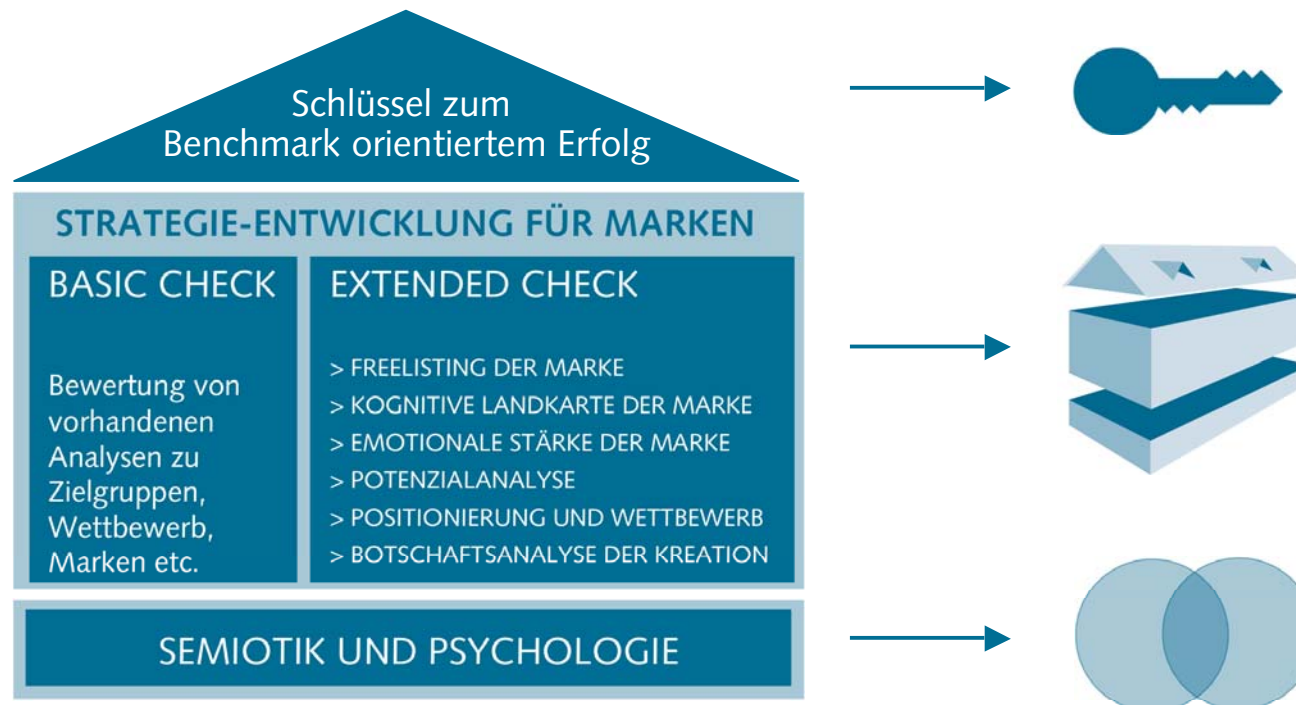 Schlüssel zum
Benchmark orientiertem Erfolg
STRATEGIE-ENTWICKLUNG FÜR MARKEN
BASIC CHECK
Bewertung von
vorhandenen
Analysen zu
Zielgruppen,
Wettbewerb,
Marken etc.
EXTENDED CHECK
> FREELISTING DER MARKE
> KOGNITIVE LANDKARTE DER MARKE
> EMOTIONALE STÄRKE DER MARKE
> POTENZIALANALYSE
> POSITIONIERUNG UND WETTBEWERB
> BOTSCHAFTSANALYSE DER KREATION
SEMIOTIK UND PSYCHOLOGIE